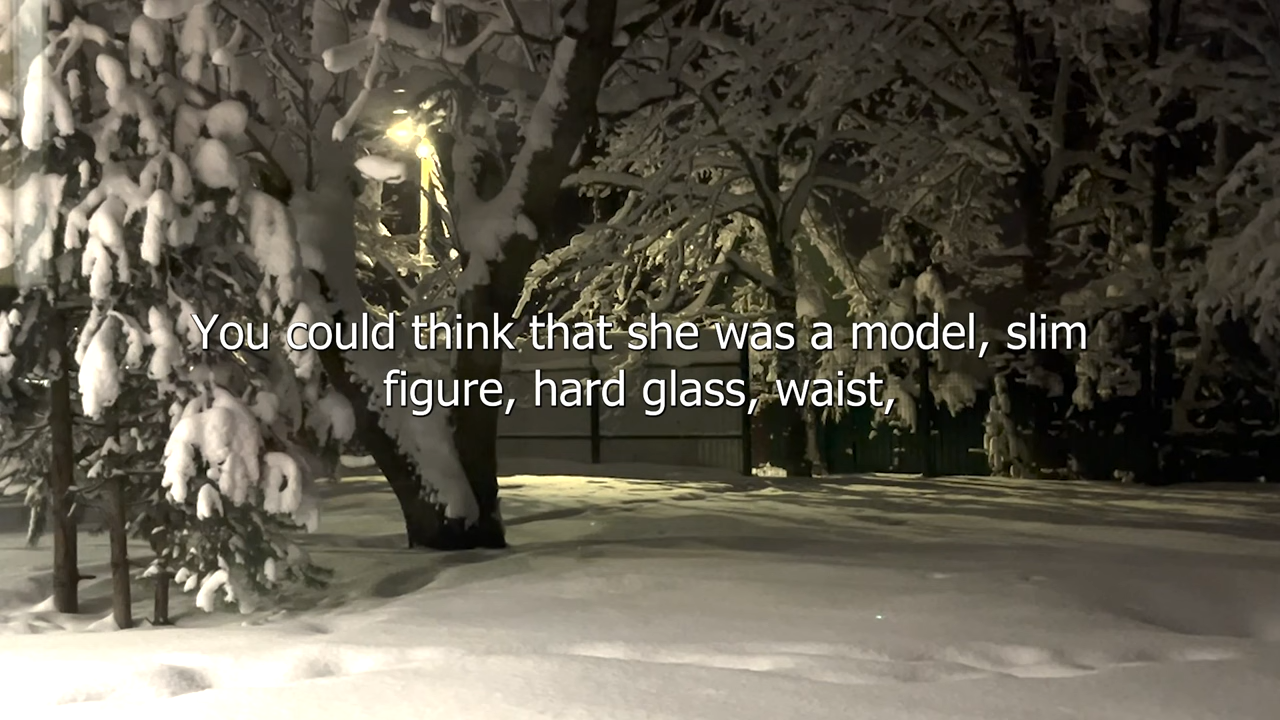 You could think that she was a model, slim
figure, hard glass, waist,